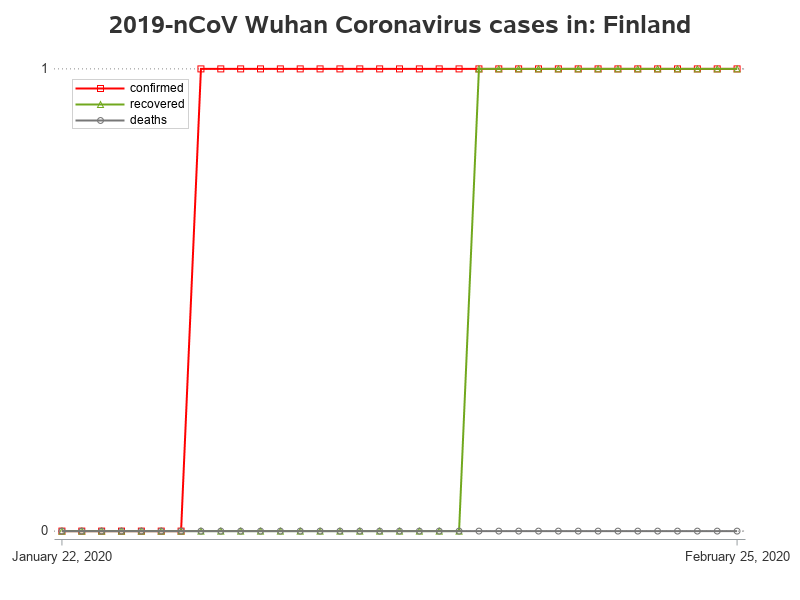 2019-nCoV Wuhan Coronavirus cases in: Finland
1
confirmed
recovered
deaths
0
January 22, 2020
February 25, 2020